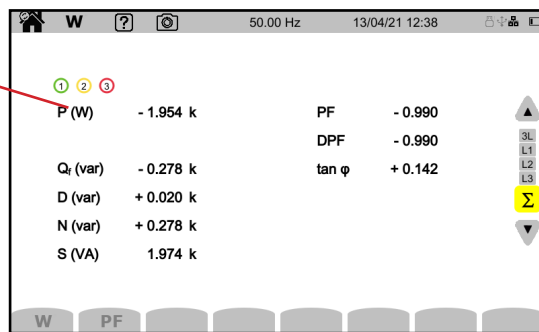 W ? 50.00 Hz 13/04/21 12:38
1 2 3
P (W) - 1.954 k PF - 0.990
DPF - 0.990
Qf (var) - 0.278 k tan φ + 0.142
D (var) + 0.020 k
N (var) + 0.278 k
S (VA) 1.974 k
3L
L1
L2
L3
Σ
W PF